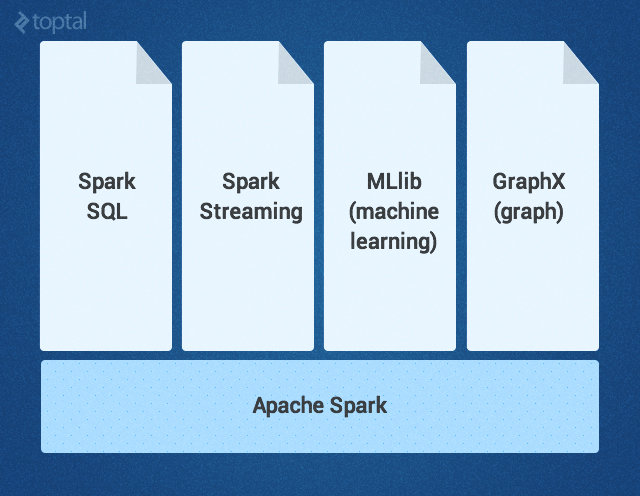 toptal
Spark
SQL
Spark
Streaming
MLlib
(machine
learning)
GraphX
(graph)
Apache Spark